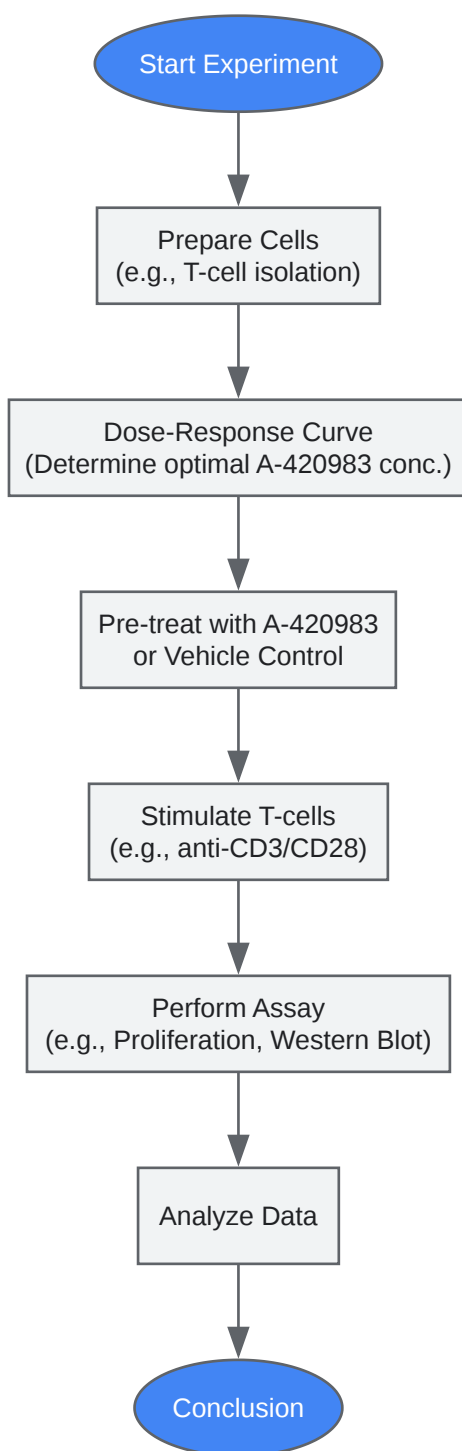 Start Experiment
Prepare Cells
(e.g., T-cell isolation)
Dose-Response Curve
(Determine optimal A-420983 conc.)
Pre-treat with A-420983
or Vehicle Control
Stimulate T-cells
(e.g., anti-CD3/CD28)
Perform Assay
(e.g., Proliferation, Western Blot)
Analyze Data
Conclusion